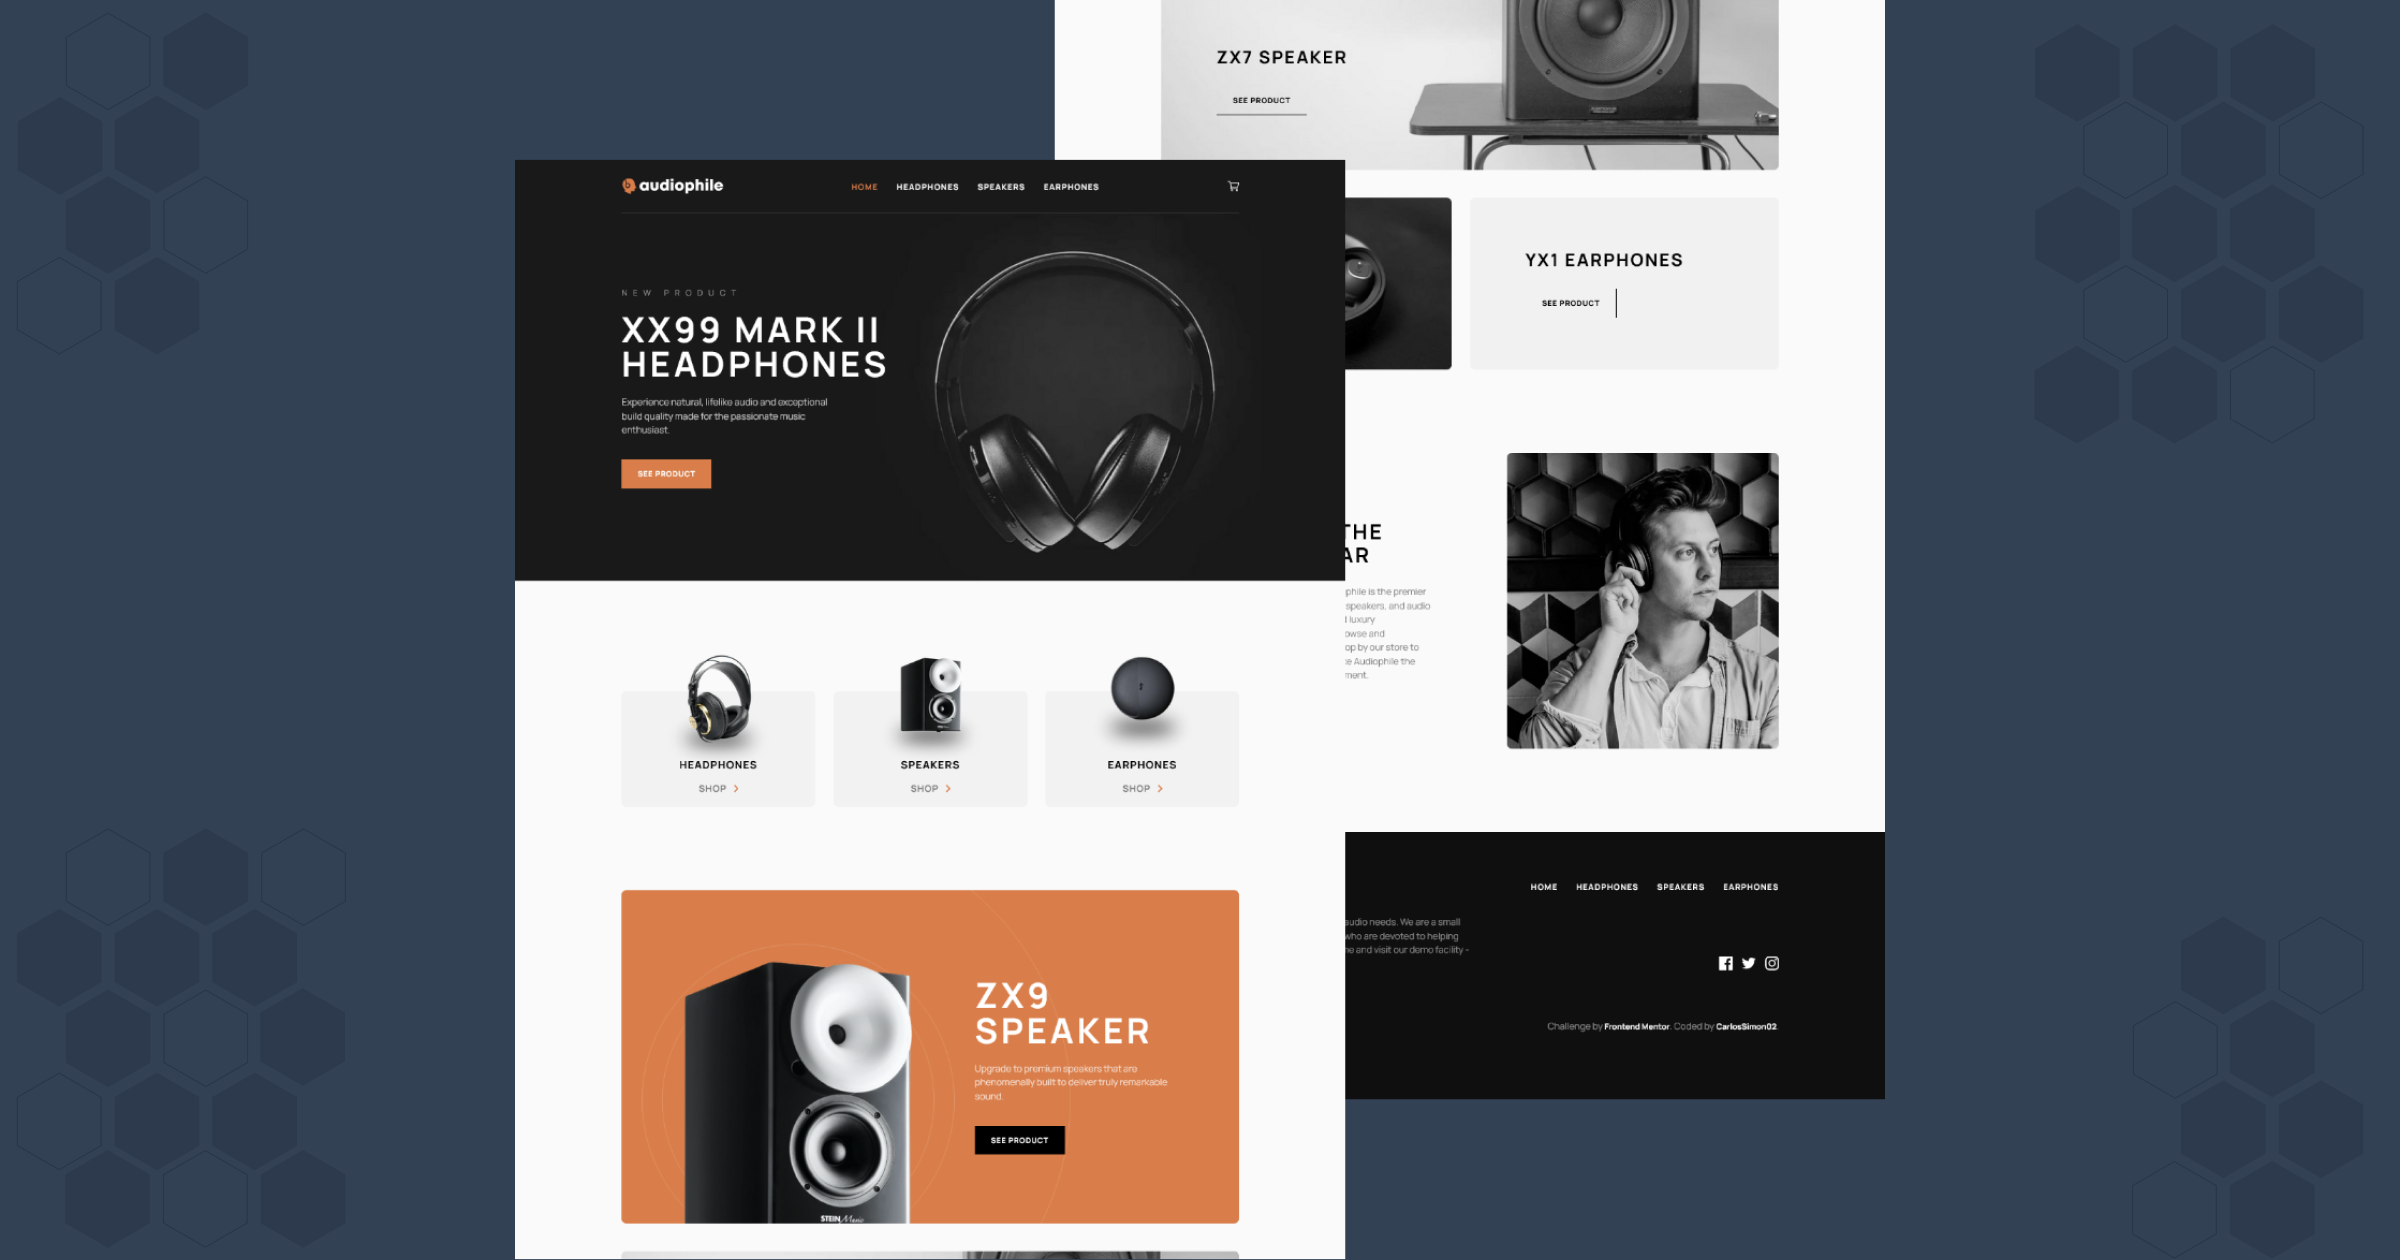 audiophile
HOME HEADPHONES SPEAKERS EARPHONES
NEW PRODUCT
XX99 MARK II
HEADPHONES
Experience natural, lifelike audio and exceptional
build quality made for the passionate music
enthusiast.
SEE PRODUCT
HEADPHONES
SHOP
SPEAKERS
SHOP
EARPHONES
SHOP
ZX9
SPEAKER
Upgrade to premium speakers that are
phenomenally built to deliver truly remarkable
sound.
SEE PRODUCT
STEIN Music
ZX7 SPEAKER
SEE PRODUCT
YX1 EARPHONES
SEE PRODUCT
THE
AR
phile is the premier
speakers, and audio
luxury
owse and
op by our store to
Audiophile the
ment.
HOME HEADPHONES SPEAKERS EARPHONES
audio needs. We are a small
who are devoted to helping
and visit our demo facility -
Challenge by Frontend Mentor. Coded by CarlosSimon02.